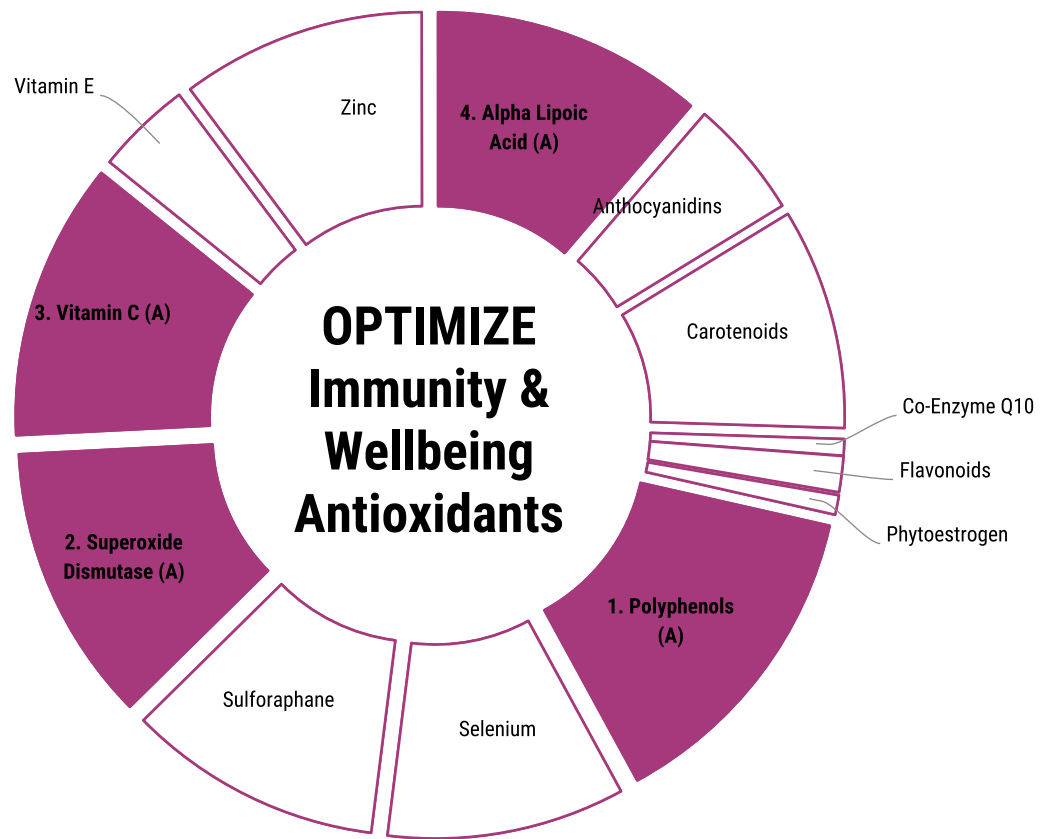 Vitamin E
Zinc
4. Alpha Lipoic
Acid (A)
Anthocyanidins
3. Vitamin C (A)
OPTIMIZE
Immunity &
Wellbeing
Antioxidants
Carotenoids
Co-Enzyme Q10
Flavonoids
Phytoestrogen
2. Superoxide
Dismutase (A)
1. Polyphenols
(A)
Sulforaphane
Selenium